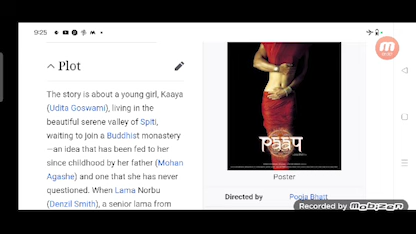 9:25
Plot
The story is about a young girl, Kaaya
(Udita Goswami), living in the
beautiful serene valley of Spiti,
waiting to join a Buddhist monastery
—an idea that has been fed to her
since childhood by her father (Mohan
Agashe) and one that she has never
questioned. When Lama Norbu
(Denzil Smith), a senior lama from
Poster
Directed by Pooja Bhatt
Recorded by mobizen